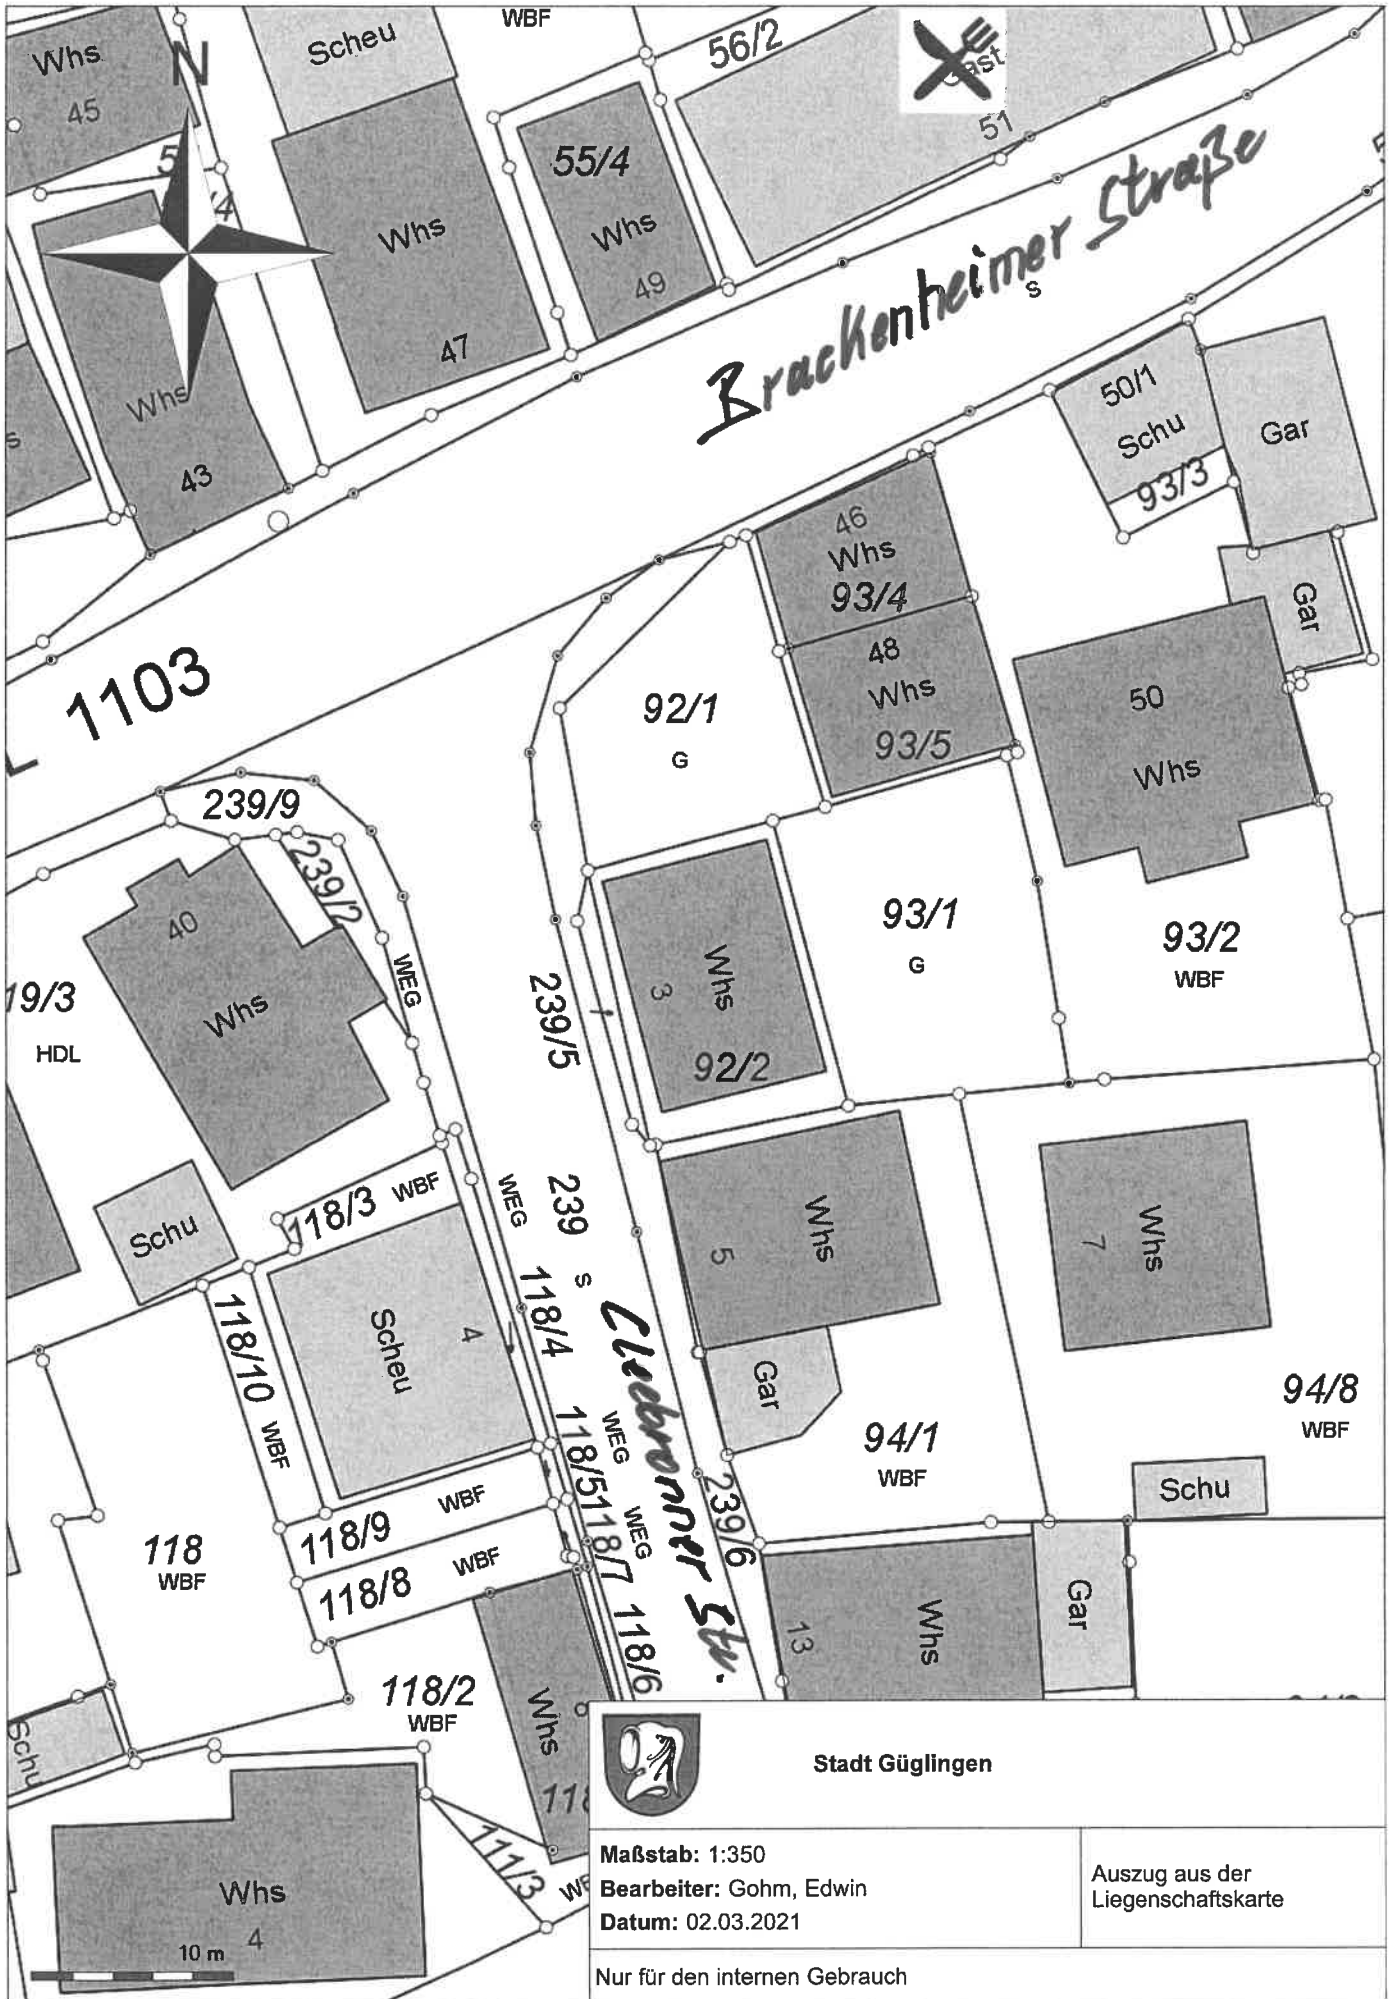 WBF
Whs
45
N
Scheu
56/2
Gast
51
55/4
Whs
49
Whs
47
Whs
43
Brackenheimer Straße
S
50/1
Schu
93/3
Gar
Gar
46
Whs
93/4
48
Whs
93/5
50
Whs
1103
92/1
G
239/9
239/2
WEG
40
Whs
19/3
HDL
239/5
Whs
3
92/2
93/1
G
93/2
WBF
Schu
118/3 WBF
WEG
239
S
118/4
Whs
5
Whs
7
118/10 WBF
Scheu
4
Cleebronner Str.
Gar
94/1
WBF
94/8
WBF
Schu
118/5
WEG
118/7
WEG
118/6
239/6
118
WBF
118/9 WBF
118/8 WBF
118/2
WBF
Whs
118
13
Whs
Gar
Schu
111/3
Whs
4
10 m
Stadt Güglingen
Maßstab: 1:350
Bearbeiter: Gohm, Edwin
Datum: 02.03.2021
Auszug aus der
Liegenschaftskarte
Nur für den internen Gebrauch